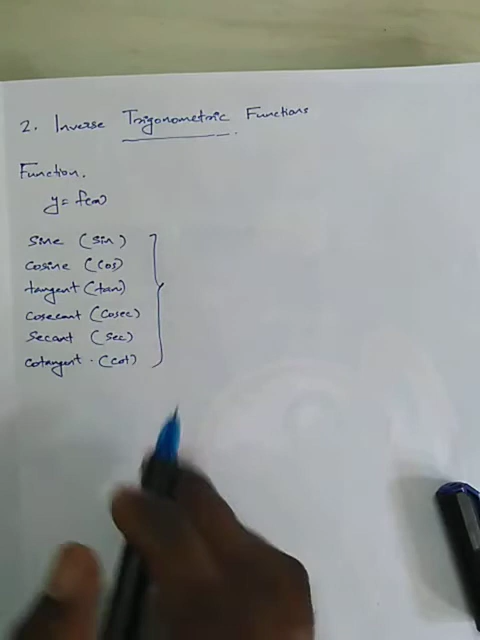 2. Inverse Trigonometric Functions
Function.
y = f(x)
Sine (sin)
Cosine (cos)
tangent (tan)
Cosecant (Cosec)
Secant (sec)
Cotangent. (cot)